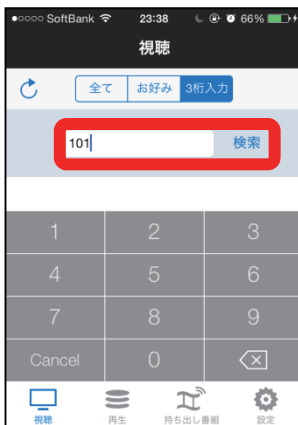 SoftBank 23:38 66%
視聴
全て お好み 3桁入力
101 検索
1 2 3
4 5 6
7 8 9
Cancel 0
視聴 再生 持ち出し番組 設定